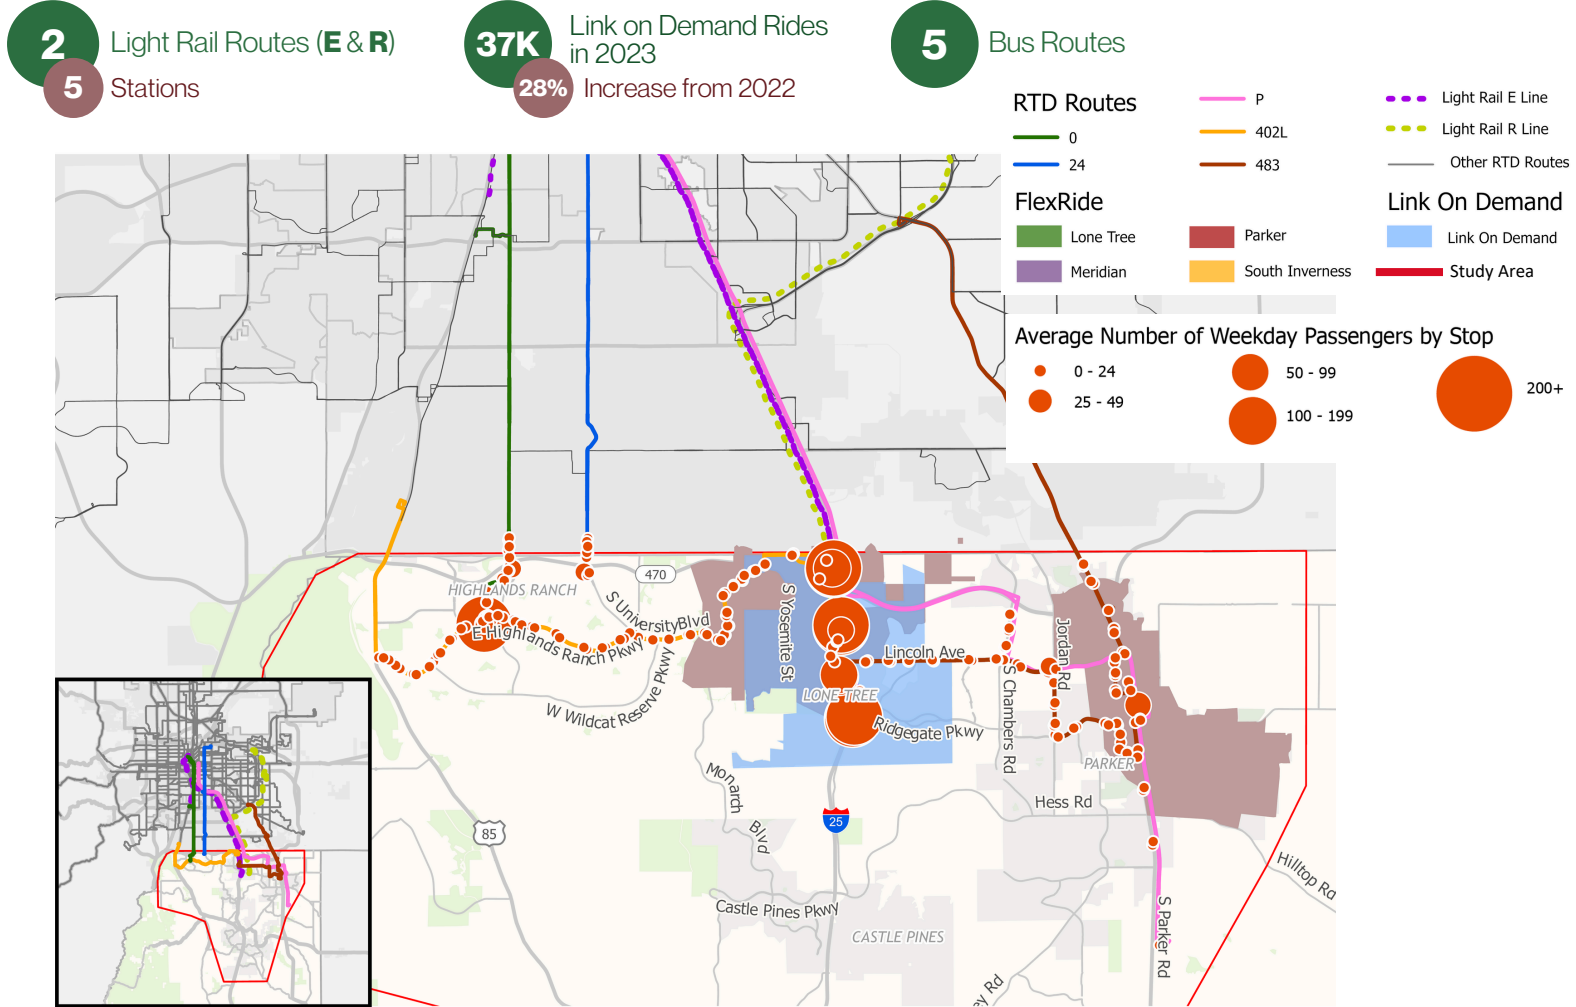 2 Light Rail Routes (E & R)
5 Stations
37K Link on Demand Rides
in 2023
28% Increase from 2022
5 Bus Routes
RTD Routes
0
24
P
402L
483
Light Rail E Line
Light Rail R Line
Other RTD Routes
FlexRide
Lone Tree
Meridian
Parker
South Inverness
Link On Demand
Link On Demand
Study Area
Average Number of Weekday Passengers by Stop
0 - 24
25 - 49
50 - 99
100 - 199
200+
470
HIGHLANDS RANCH
S University Blvd
E Highlands Ranch Pkwy
W Wildcat Reserve Pkwy
S Yosemite St
Lincoln Ave
LONE TREE
Ridgegate Pkwy
S Chambers Rd
Jordan Rd
PARKER
Hess Rd
Monarch Blvd
25
85
Castle Pines Pkwy
CASTLE PINES
S Parker Rd
Hilltop Rd
ey Rd